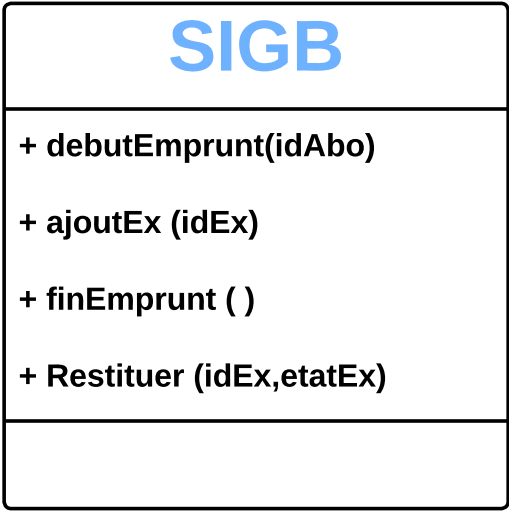 SIGB
+ debutEmprunt(idAbo)
+ ajoutEx (idEx)
+ finEmprunt ( )
+ Restituer (idEx,etatEx)